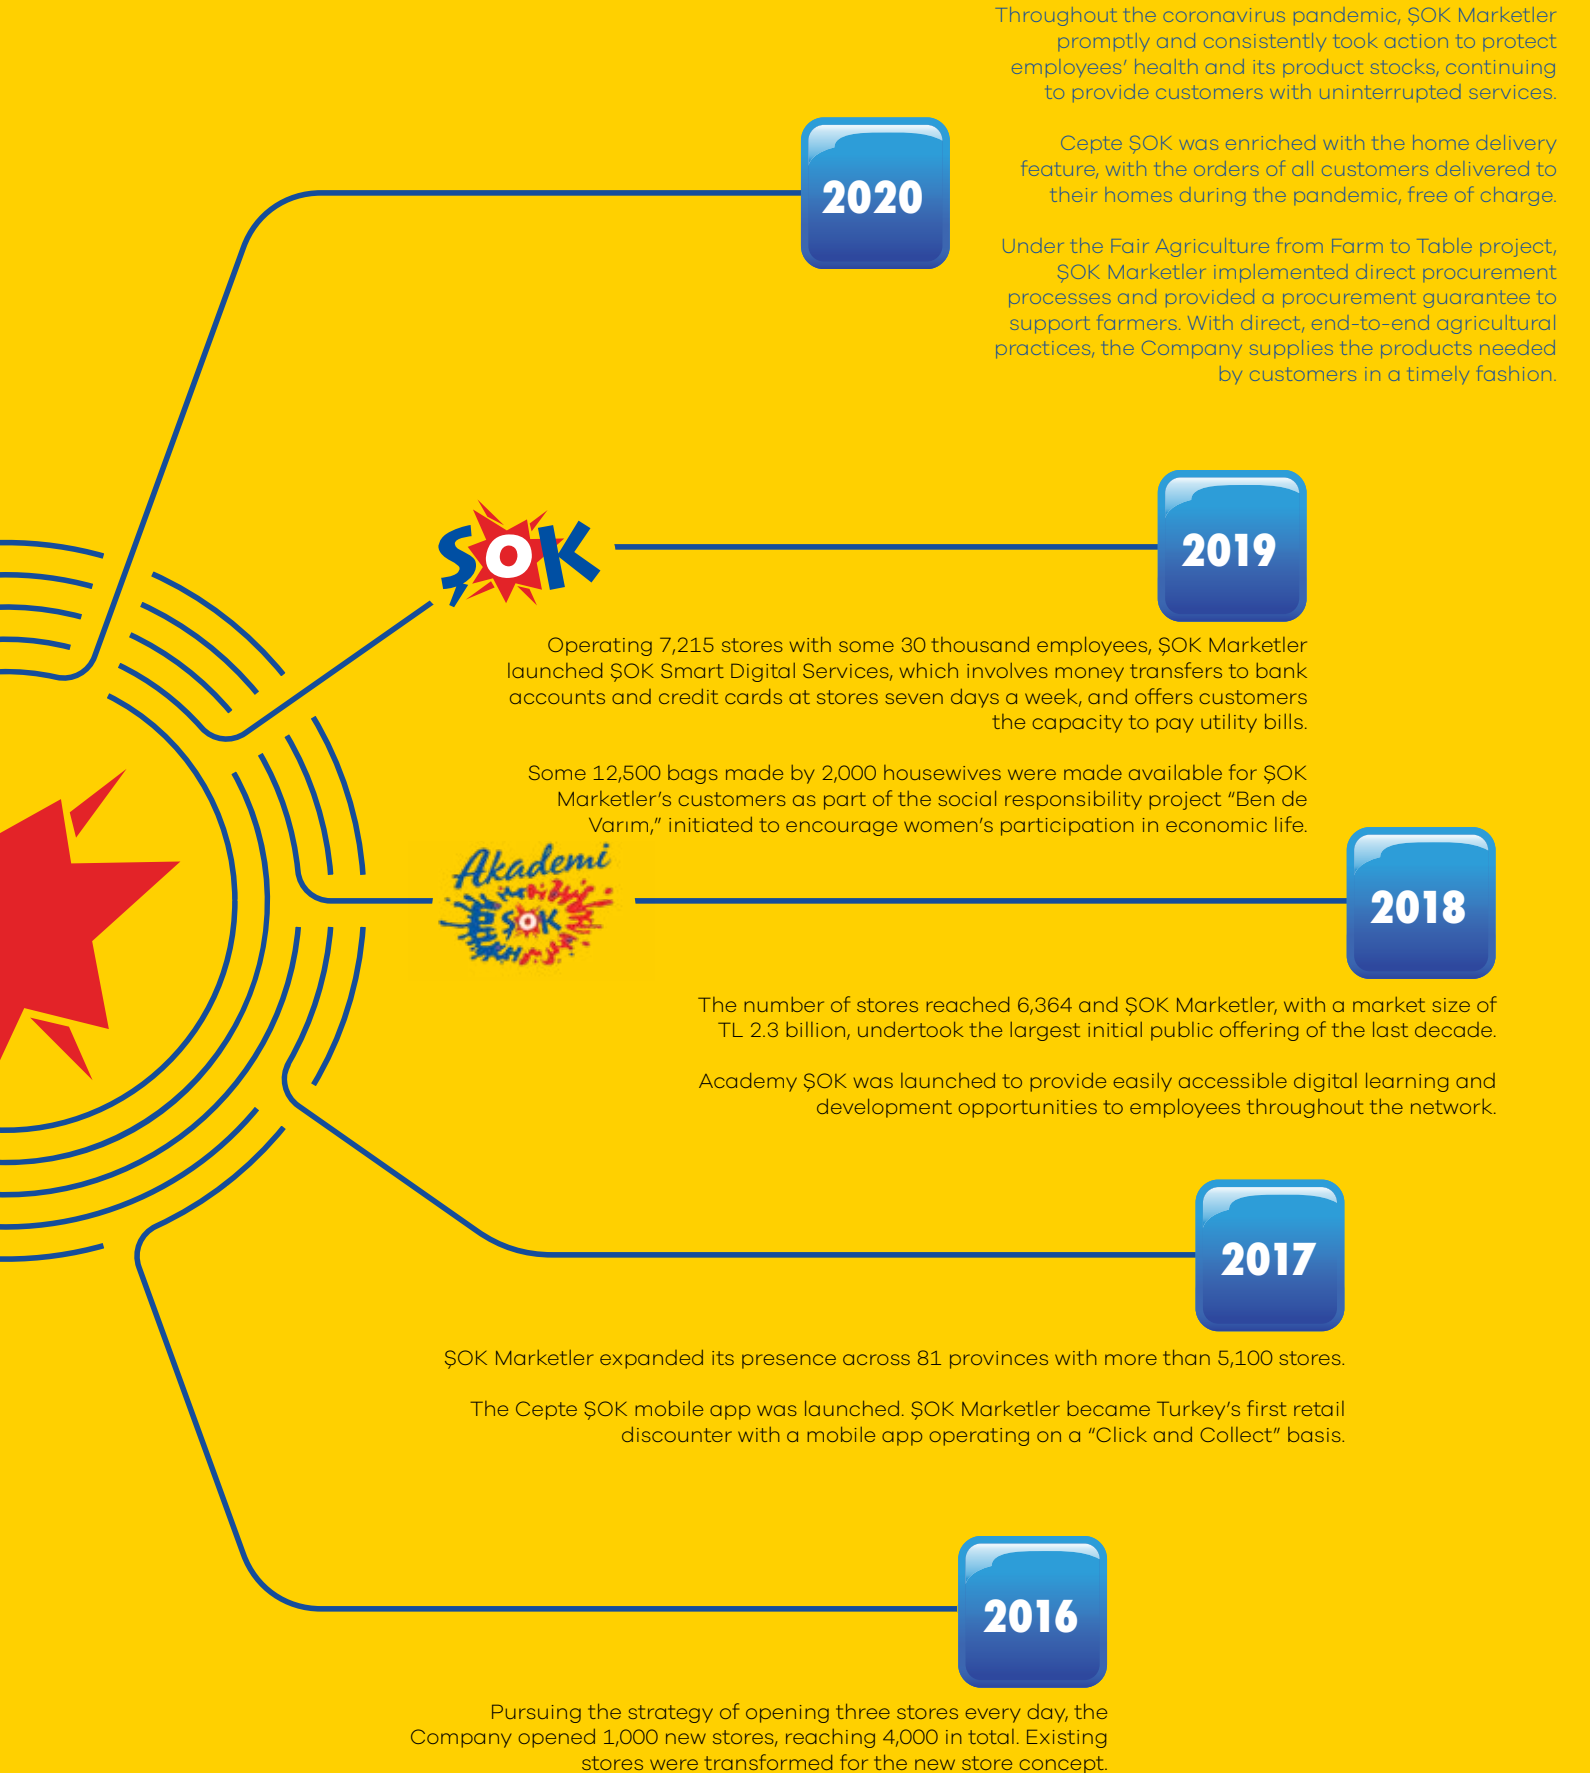 Throughout the coronavirus pandemic, ŞOK Marketler
promptly and consistently took action to protect
employees’ health and its product stocks, continuing
to provide customers with uninterrupted services.
Cepte ŞOK was enriched with the home delivery
feature, with the orders of all customers delivered to
their homes during the pandemic, free of charge.
Under the Fair Agriculture from Farm to Table project,
ŞOK Marketler implemented direct procurement
processes and provided a procurement guarantee to
support farmers. With direct, end-to-end agricultural
practices, the Company supplies the products needed
by customers in a timely fashion.
2020
ŞOK
2019
Operating 7,215 stores with some 30 thousand employees, ŞOK Marketler
launched ŞOK Smart Digital Services, which involves money transfers to bank
accounts and credit cards at stores seven days a week, and offers customers
the capacity to pay utility bills.
Some 12,500 bags made by 2,000 housewives were made available for ŞOK
Marketler’s customers as part of the social responsibility project “Ben de
Varım,” initiated to encourage women’s participation in economic life.
Akademi
ŞOK
2018
The number of stores reached 6,364 and ŞOK Marketler, with a market size of
TL 2.3 billion, undertook the largest initial public offering of the last decade.
Academy ŞOK was launched to provide easily accessible digital learning and
development opportunities to employees throughout the network.
2017
ŞOK Marketler expanded its presence across 81 provinces with more than 5,100 stores.
The Cepte ŞOK mobile app was launched. ŞOK Marketler became Turkey’s first retail
discounter with a mobile app operating on a “Click and Collect” basis.
2016
Pursuing the strategy of opening three stores every day, the
Company opened 1,000 new stores, reaching 4,000 in total. Existing
stores were transformed for the new store concept.